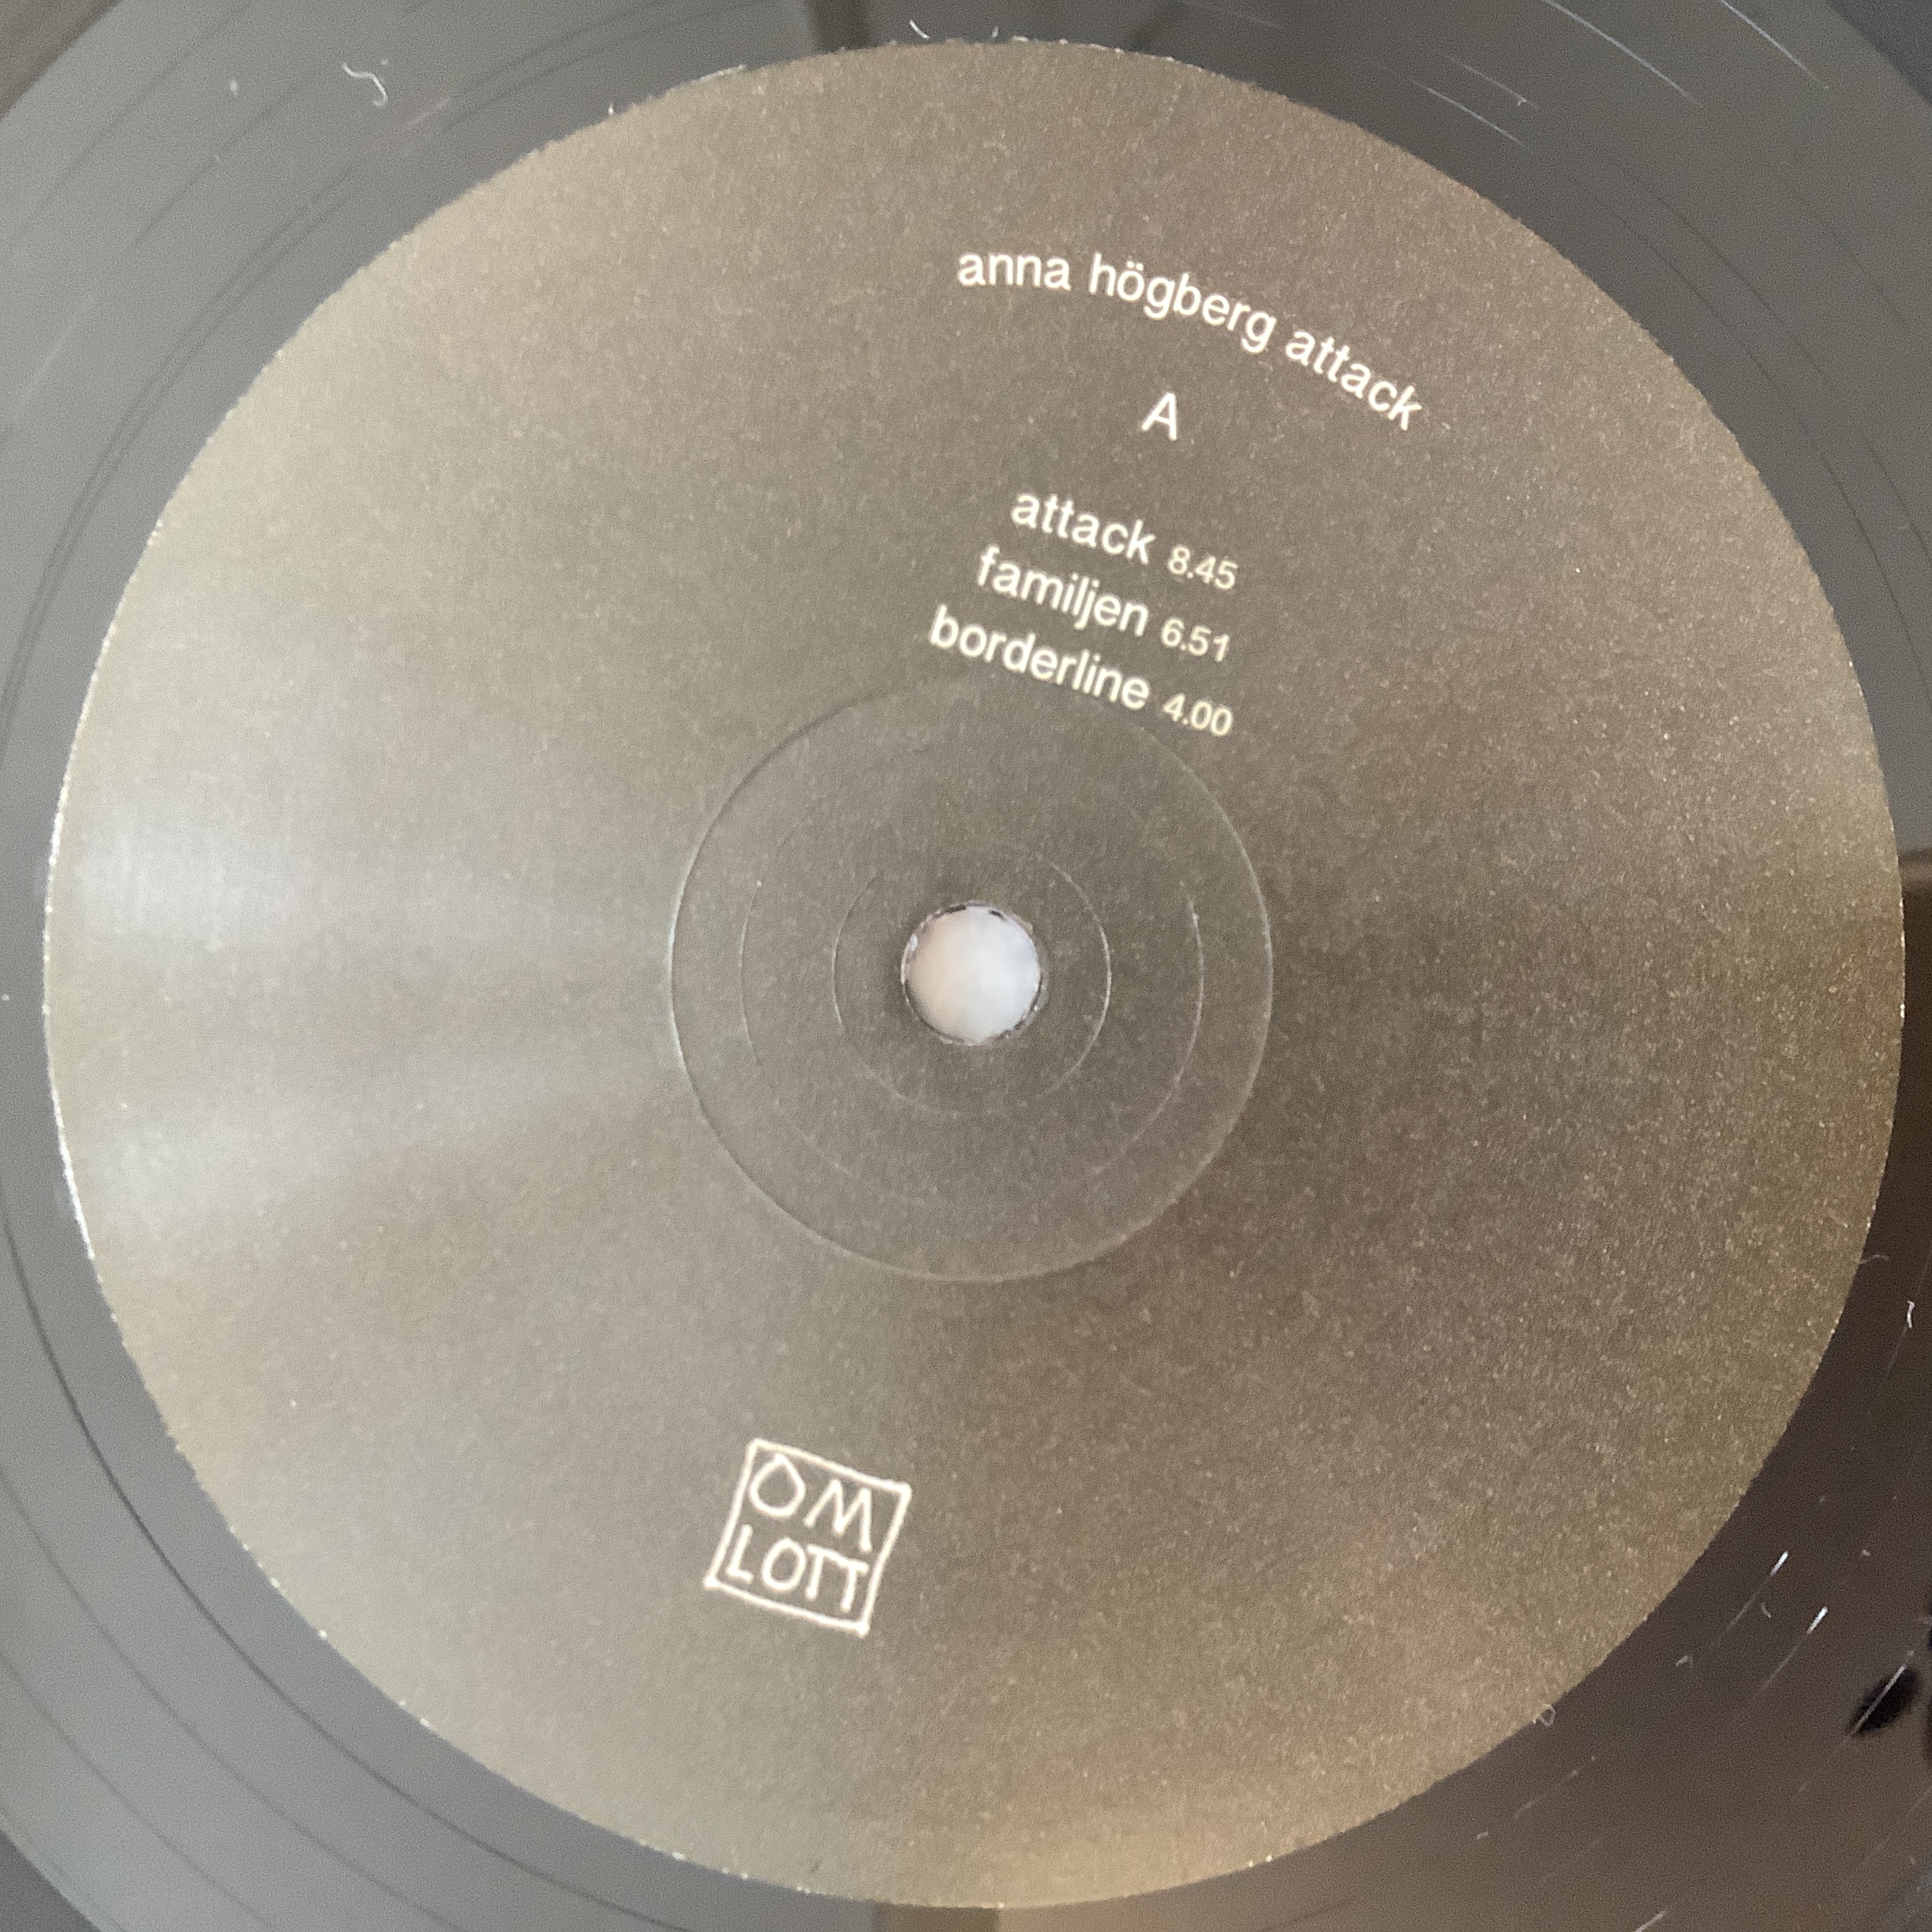 anna högberg attack
A
attack 8.45
familjen 6.51
borderline 4.00
OM
LOTT